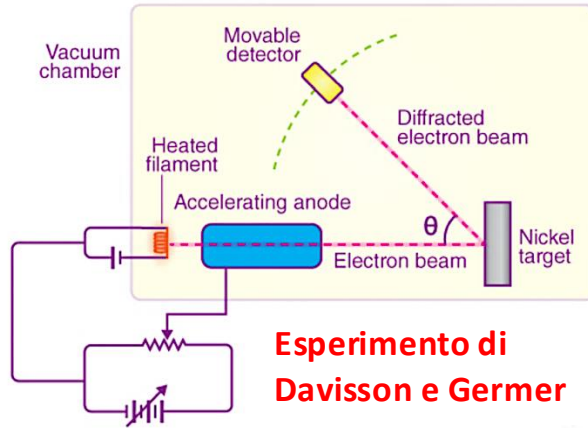 Movable
detector
Vacuum
chamber
Diffracted
electron beam
Heated
filament
Accelerating anode
θ
Electron beam
Nickel
target
Esperimento di
Davisson e Germer